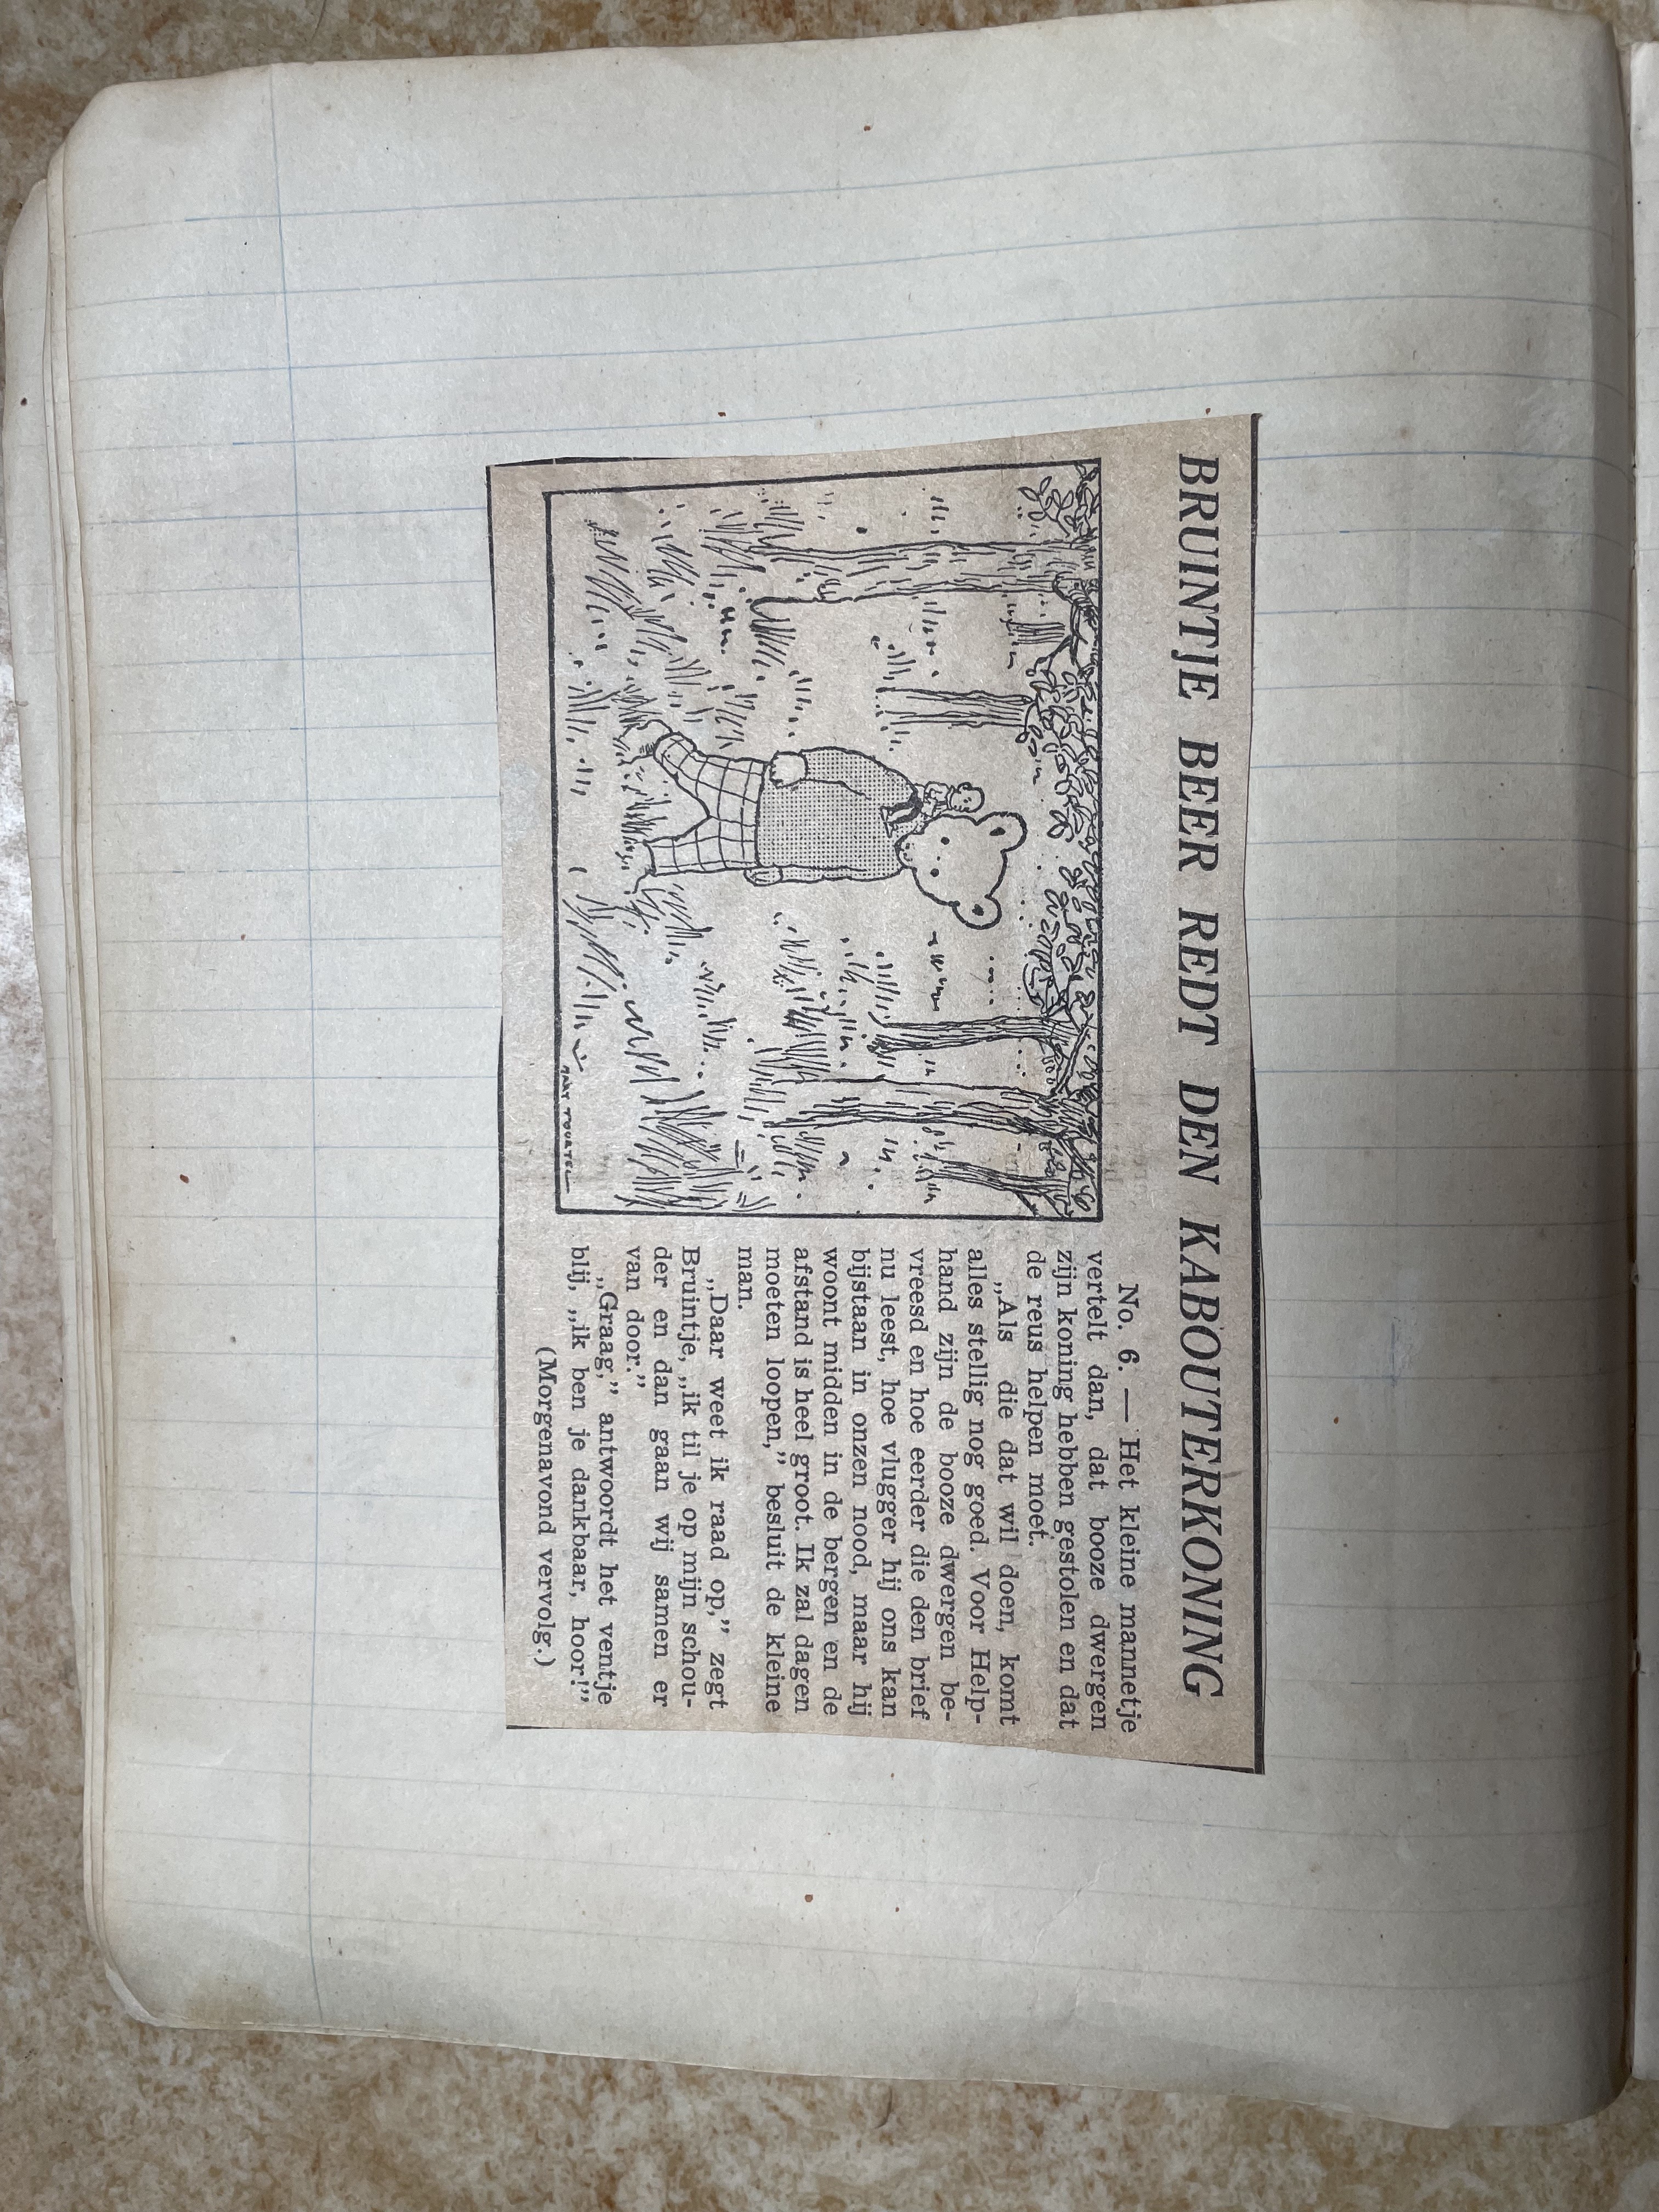 BRUINTJE BEER REDT DEN KABOUTERKONING
No. 6. — Het kleine mannetje
vertelt dan, dat booze dwergen
zijn koning hebben gestolen en dat
de reus helpen moet.
„Als die dat wil doen, komt
alles stellig nog goed. Voor Help-
hand zijn de booze dwergen be-
vreesd en hoe eerder die den brief
nu leest, hoe vlugger hij ons kan
bijstaan in onzen nood, maar hij
woont midden in de bergen en de
afstand is heel groot. Ik zal dagen
moeten loopen,” besluit de kleine
man.
„Daar weet ik raad op,” zegt
Bruintje, „ik til je op mijn schou-
der en dan gaan wij samen er
van door.”
„Graag,” antwoordt het ventje
blij, „ik ben je dankbaar, hoor!”
(Morgenavond vervolg.)
MARY TOURTEL